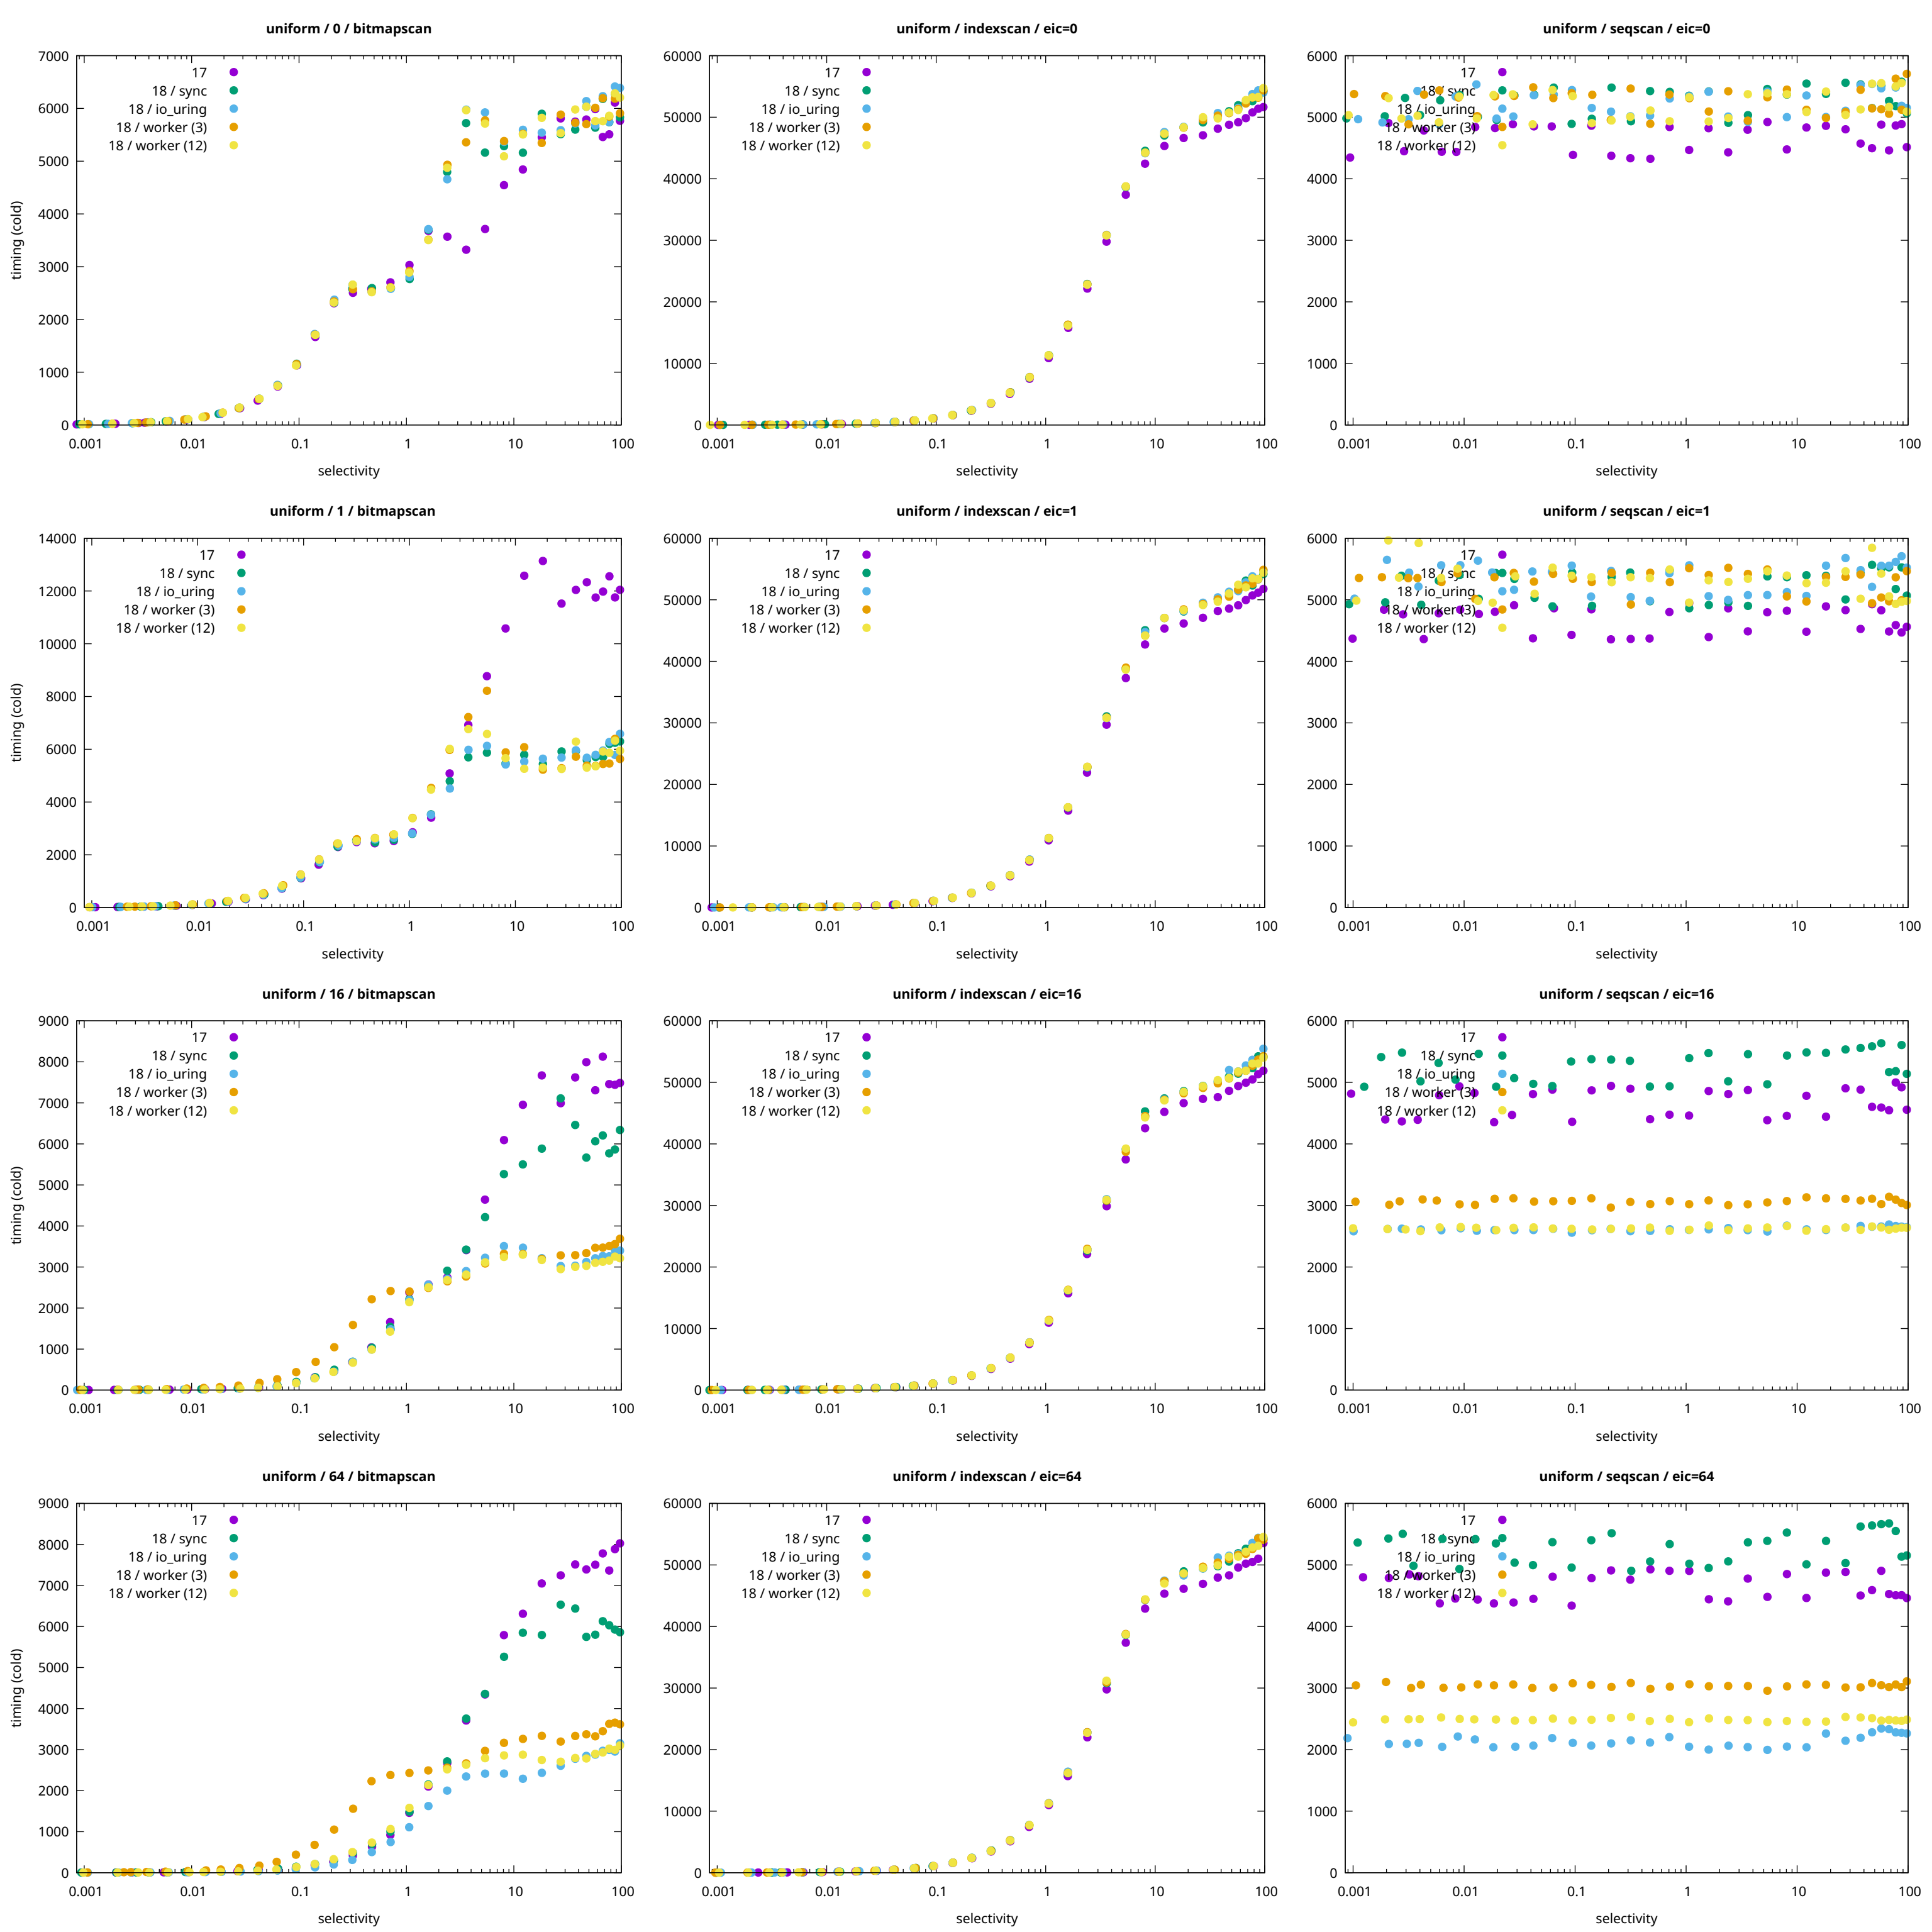 uniform / 0 / bitmapscan
timing (cold)
7000
6000
5000
4000
3000
2000
1000
0
17
18 / sync
18 / io_uring
18 / worker (3)
18 / worker (12)
0.001 0.01 0.1 1 10 100
selectivity
uniform / indexscan / eic=0
60000
50000
40000
30000
20000
10000
0
17
18 / sync
18 / io_uring
18 / worker (3)
18 / worker (12)
0.001 0.01 0.1 1 10 100
selectivity
uniform / seqscan / eic=0
6000
5000
4000
3000
2000
1000
0
17
18 / sync
18 / io_uring
18 / worker (3)
18 / worker (12)
0.001 0.01 0.1 1 10 100
selectivity
uniform / 1 / bitmapscan
timing (cold)
14000
12000
10000
8000
6000
4000
2000
0
17
18 / sync
18 / io_uring
18 / worker (3)
18 / worker (12)
0.001 0.01 0.1 1 10 100
selectivity
uniform / indexscan / eic=1
60000
50000
40000
30000
20000
10000
0
17
18 / sync
18 / io_uring
18 / worker (3)
18 / worker (12)
0.001 0.01 0.1 1 10 100
selectivity
uniform / seqscan / eic=1
6000
5000
4000
3000
2000
1000
0
17
18 / sync
18 / io_uring
18 / worker (3)
18 / worker (12)
0.001 0.01 0.1 1 10 100
selectivity
uniform / 16 / bitmapscan
timing (cold)
9000
8000
7000
6000
5000
4000
3000
2000
1000
0
17
18 / sync
18 / io_uring
18 / worker (3)
18 / worker (12)
0.001 0.01 0.1 1 10 100
selectivity
uniform / indexscan / eic=16
60000
50000
40000
30000
20000
10000
0
17
18 / sync
18 / io_uring
18 / worker (3)
18 / worker (12)
0.001 0.01 0.1 1 10 100
selectivity
uniform / seqscan / eic=16
6000
5000
4000
3000
2000
1000
0
17
18 / sync
18 / io_uring
18 / worker (3)
18 / worker (12)
0.001 0.01 0.1 1 10 100
selectivity
uniform / 64 / bitmapscan
timing (cold)
9000
8000
7000
6000
5000
4000
3000
2000
1000
0
17
18 / sync
18 / io_uring
18 / worker (3)
18 / worker (12)
0.001 0.01 0.1 1 10 100
selectivity
uniform / indexscan / eic=64
60000
50000
40000
30000
20000
10000
0
17
18 / sync
18 / io_uring
18 / worker (3)
18 / worker (12)
0.001 0.01 0.1 1 10 100
selectivity
uniform / seqscan / eic=64
6000
5000
4000
3000
2000
1000
0
17
18 / sync
18 / io_uring
18 / worker (3)
18 / worker (12)
0.001 0.01 0.1 1 10 100
selectivity